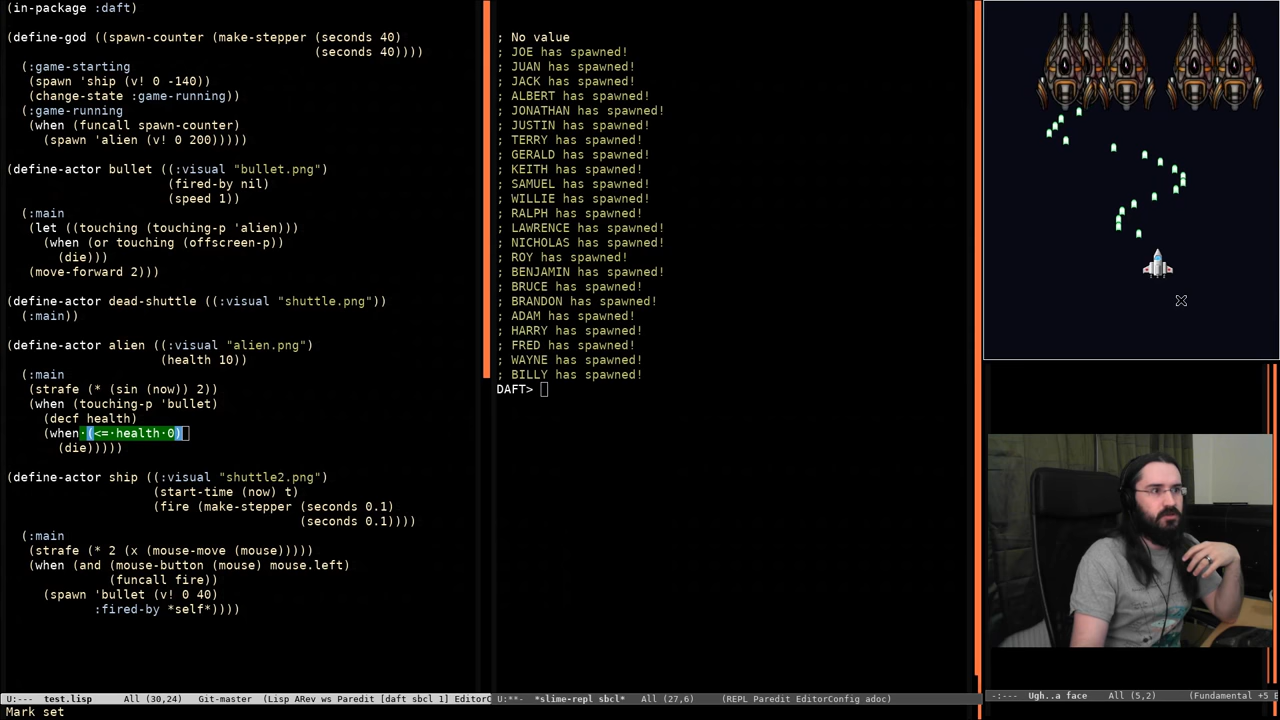 (in-package :daft)
(define-god ((spawn-counter (make-stepper (seconds 40)
(seconds 40))))
(:game-starting
(spawn 'ship (v! 0 -140))
(change-state :game-running))
(:game-running
(when (funcall spawn-counter)
(spawn 'alien (v! 0 200)))))
(define-actor bullet ((:visual "bullet.png")
(fired-by nil)
(speed 1))
(:main
(let ((touching (touching-p 'alien)))
(when (or touching (offscreen-p))
(die)))
(move-forward 2)))
(define-actor dead-shuttle ((:visual "shuttle.png"))
(:main))
(define-actor alien ((:visual "alien.png")
(health 10))
(:main
(strafe (* (sin (now)) 2))
(when (touching-p 'bullet)
(decf health)
(when·(<=·health·0)
(die)))))
(define-actor ship ((:visual "shuttle2.png")
(start-time (now) t)
(fire (make-stepper (seconds 0.1)
(seconds 0.1))))
(:main
(strafe (* 2 (x (mouse-move (mouse)))))
(when (and (mouse-button (mouse) mouse.left)
(funcall fire))
(spawn 'bullet (v! 0 40)
:fired-by *self*))))
U:--- test.lisp All (30,24) Git-master (Lisp ARev ws Paredit [daft sbcl 1] EditorC
Mark set
; No value
; JOE has spawned!
; JUAN has spawned!
; JACK has spawned!
; ALBERT has spawned!
; JONATHAN has spawned!
; JUSTIN has spawned!
; TERRY has spawned!
; GERALD has spawned!
; KEITH has spawned!
; SAMUEL has spawned!
; WILLIE has spawned!
; RALPH has spawned!
; LAWRENCE has spawned!
; NICHOLAS has spawned!
; ROY has spawned!
; BENJAMIN has spawned!
; BRUCE has spawned!
; BRANDON has spawned!
; ADAM has spawned!
; HARRY has spawned!
; FRED has spawned!
; WAYNE has spawned!
; BILLY has spawned!
DAFT>
U:**- *slime-repl sbcl* All (27,6) (REPL Paredit EditorConfig adoc)
-:--- Ugh..a face All (5,2) (Fundamental +5 E